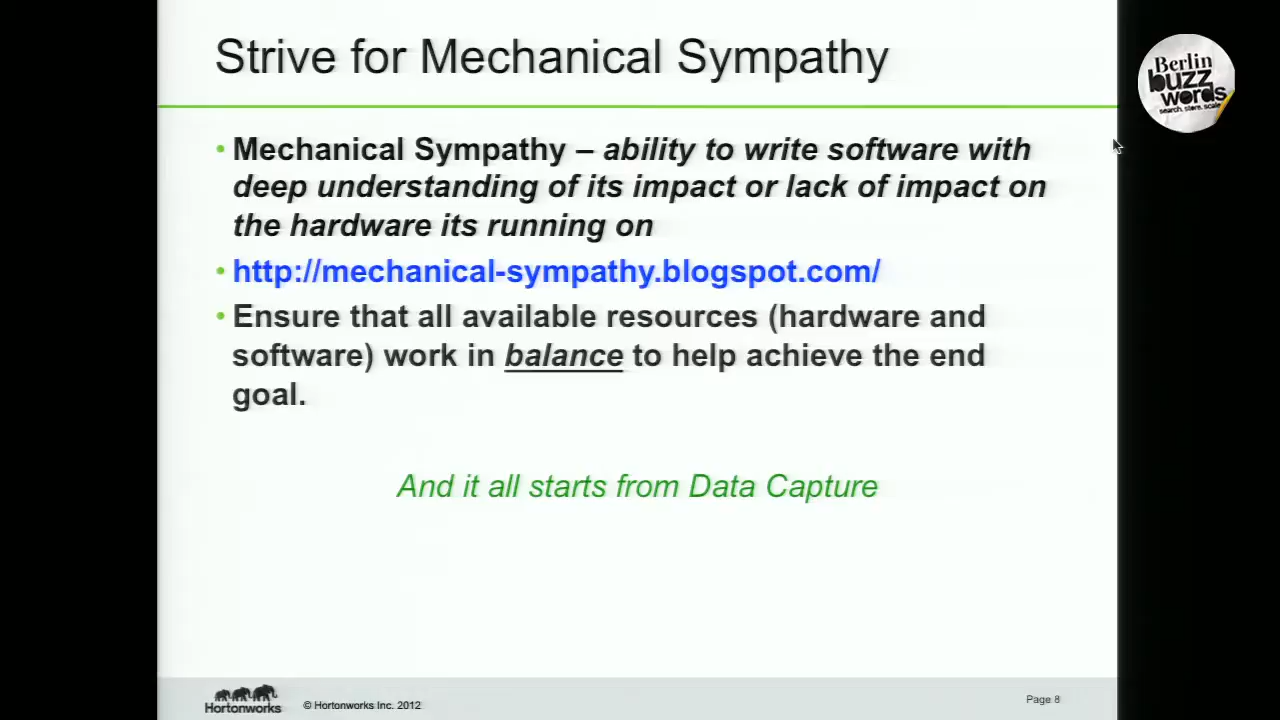 Strive for Mechanical Sympathy
Berlin
buzz
words
search. store. scale.
• Mechanical Sympathy – ability to write software with
deep understanding of its impact or lack of impact on
the hardware its running on
• http://mechanical-sympathy.blogspot.com/
• Ensure that all available resources (hardware and
software) work in balance to help achieve the end
goal.
And it all starts from Data Capture
Hortonworks
© Hortonworks Inc. 2012
Page 8